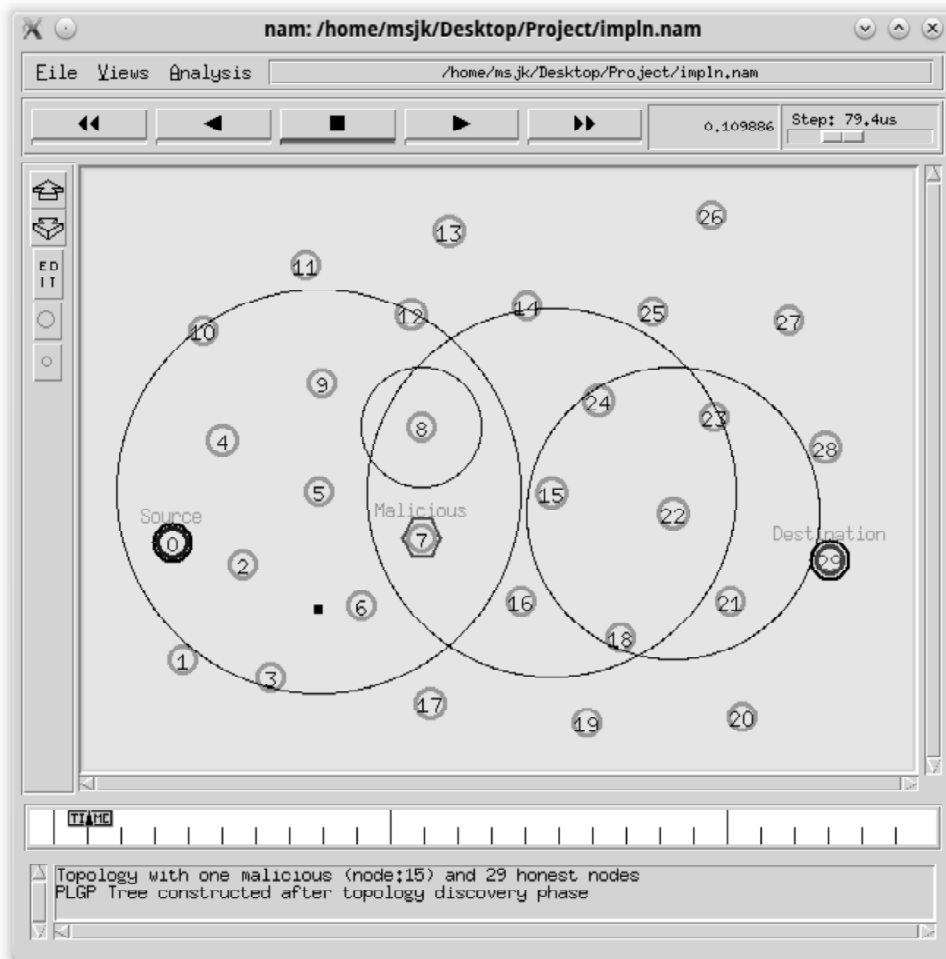 nam: /home/msjk/Desktop/Project/impln.nam
File Views Analysis /home/msjk/Desktop/Project/impln.nam
0.109886 Step: 79.4us
ED
IT
26
13
11
12
14
25
27
10
9
24
23
8
4
28
5
15
22
Source
Malicious
Destination
0
7
29
2
6
16
21
18
1
3
17
19
20
TIME
Topology with one malicious (node:15) and 29 honest nodes
PLGP Tree constructed after topology discovery phase